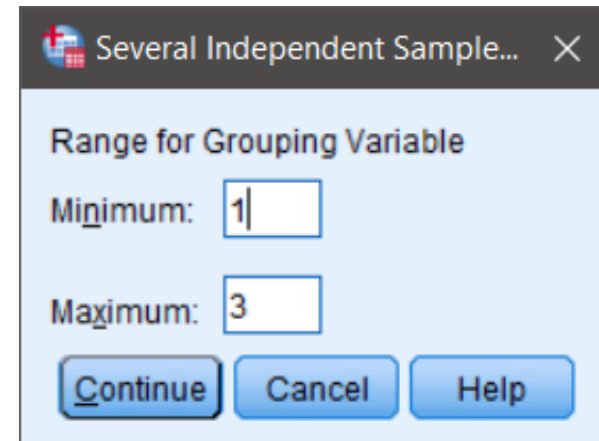 Several Independent Sample...
Range for Grouping Variable
Minimum: 1
Maximum: 3
Continue Cancel Help